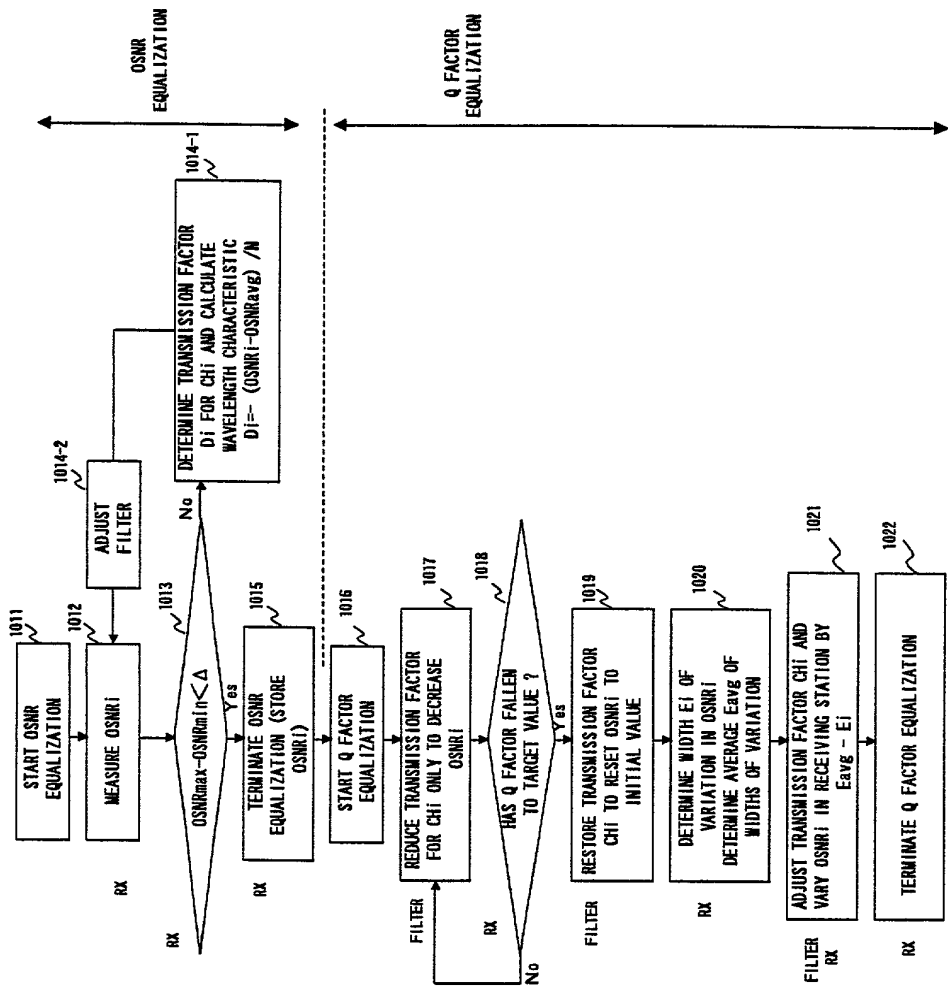 OSNR
EQUALIZATION
Q FACTOR
EQUALIZATION
1011
START OSNR
EQUALIZATION
1012
MEASURE OSNRi
RX
1014-2
ADJUST
FILTER
1014-1
DETERMINE TRANSMISSION FACTOR
Di FOR CHi AND CALCULATE
WAVELENGTH CHARACTERISTIC
Di=- (OSNRi-OSNRavg) /N
1013
OSNRmax-OSNRmin<Δ
No
Yes
RX
1015
TERMINATE OSNR
EQUALIZATION (STORE
OSNRi)
RX
1016
START Q FACTOR
EQUALIZATION
1017
REDUCE TRANSMISSION FACTOR
FOR CHi ONLY TO DECREASE
OSNRi
FILTER
1018
HAS Q FACTOR FALLEN
TO TARGET VALUE ?
RX
No
Yes
1019
RESTORE TRANSMISSION FACTOR
CHi TO RESET OSNRi TO
INITIAL VALUE
FILTER
1020
DETERMINE WIDTH Ei OF
VARIATION IN OSNRi
DETERMINE AVERAGE Eavg OF
WIDTHS OF VARIATION
RX
1021
ADJUST TRANSMISSION FACTOR CHi AND
VARY OSNRi IN RECEIVING STATION BY
Eavg - Ei
FILTER
RX
1022
TERMINATE Q FACTOR EQUALIZATION